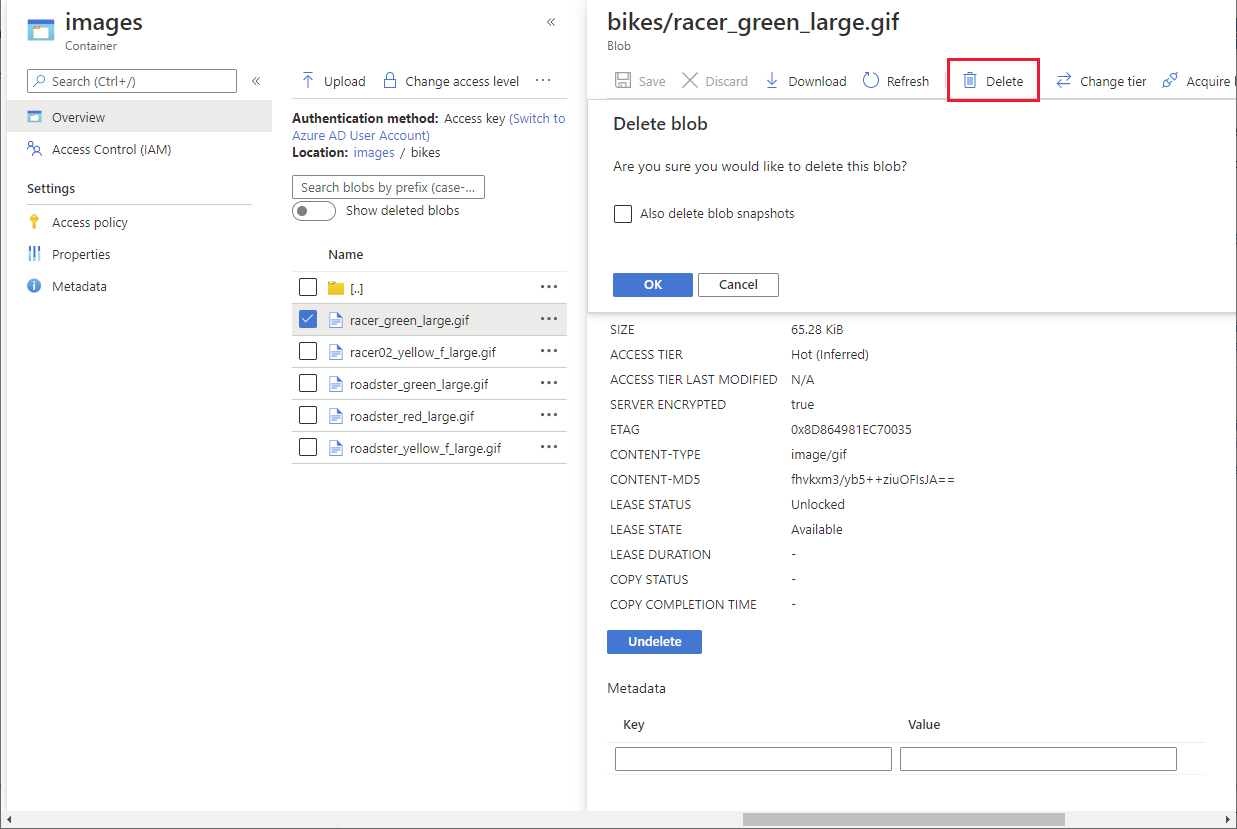 images
Container
«
Search (Ctrl+/)
«
Overview
Access Control (IAM)
Settings
Access policy
Properties
Metadata
Upload
Change access level
Authentication method: Access key (Switch to
Azure AD User Account)
Location: images / bikes
Search blobs by prefix (case-...
Show deleted blobs
Name
[..]
racer_green_large.gif
racer02_yellow_f_large.gif
roadster_green_large.gif
roadster_red_large.gif
roadster_yellow_f_large.gif
bikes/racer_green_large.gif
Blob
Save Discard Download Refresh Delete Change tier Acquire
Delete blob
Are you sure you would like to delete this blob?
Also delete blob snapshots
OK Cancel
SIZE 65.28 KiB
ACCESS TIER Hot (Inferred)
ACCESS TIER LAST MODIFIED N/A
SERVER ENCRYPTED true
ETAG 0x8D864981EC70035
CONTENT-TYPE image/gif
CONTENT-MD5 fhvkxm3/yb5++ziuOFIsJA==
LEASE STATUS Unlocked
LEASE STATE Available
LEASE DURATION -
COPY STATUS -
COPY COMPLETION TIME -
Undelete
Metadata
Key Value